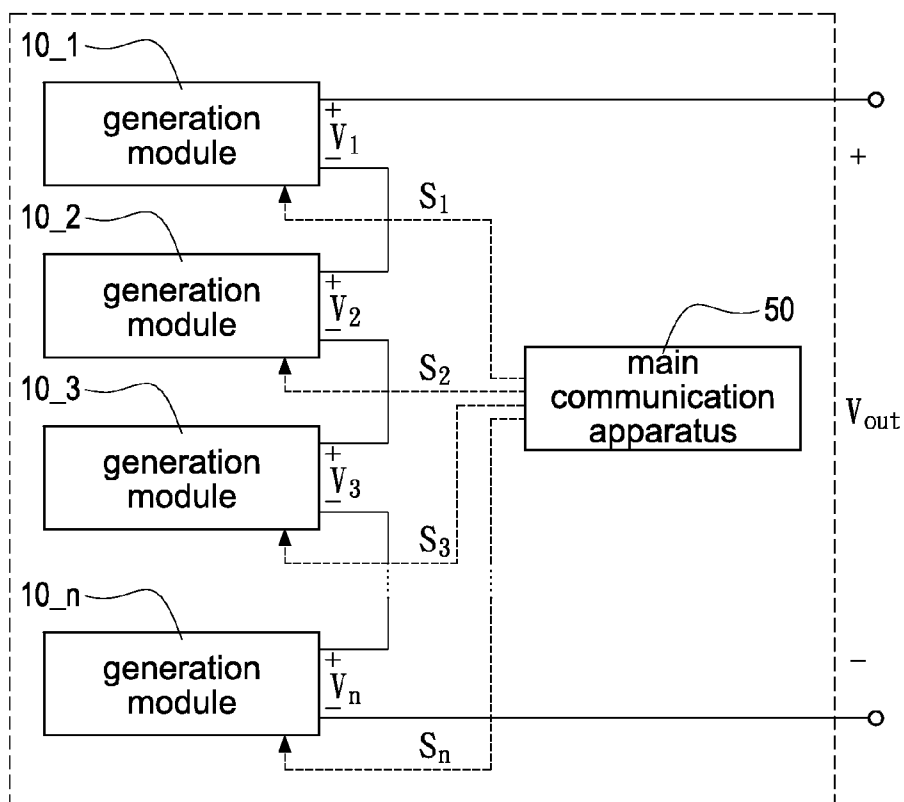 10_1
generation
module
+
V1
−
S1
+
10_2
generation
module
+
V2
−
S2
50
main
communication
apparatus
Vout
10_3
generation
module
+
V3
−
S3
10_n
generation
module
+
Vn
−
Sn
−